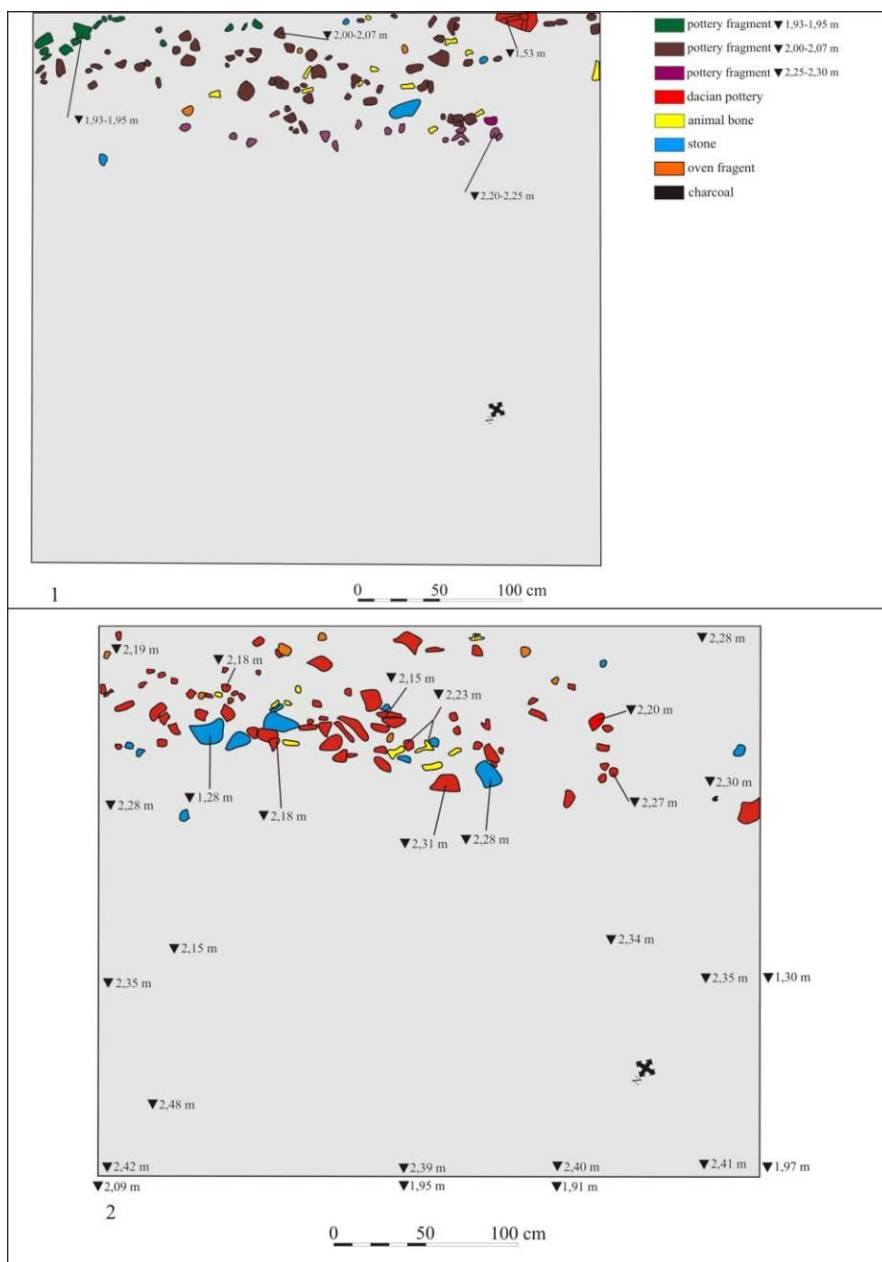 ▼2,00-2,07 m
▼1,53 m
▼1,93-1,95 m
▼2,20-2,25 m
pottery fragment ▼1,93-1,95 m
pottery fragment ▼2,00-2,07 m
pottery fragment ▼2,25-2,30 m
dacian pottery
animal bone
stone
oven fragent
charcoal
N
1
0 50 100 cm
▼2,19 m
▼2,18 m
▼2,28 m
▼2,15 m
▼2,23 m
▼2,20 m
▼2,30 m
▼2,28 m
▼1,28 m
▼2,18 m
▼2,27 m
▼2,31 m
▼2,28 m
▼2,15 m
▼2,34 m
▼2,35 m
▼2,35 m
▼1,30 m
N
▼2,48 m
▼2,42 m
▼2,39 m
▼2,40 m
▼2,41 m
▼1,97 m
▼2,09 m
▼1,95 m
▼1,91 m
2
0 50 100 cm